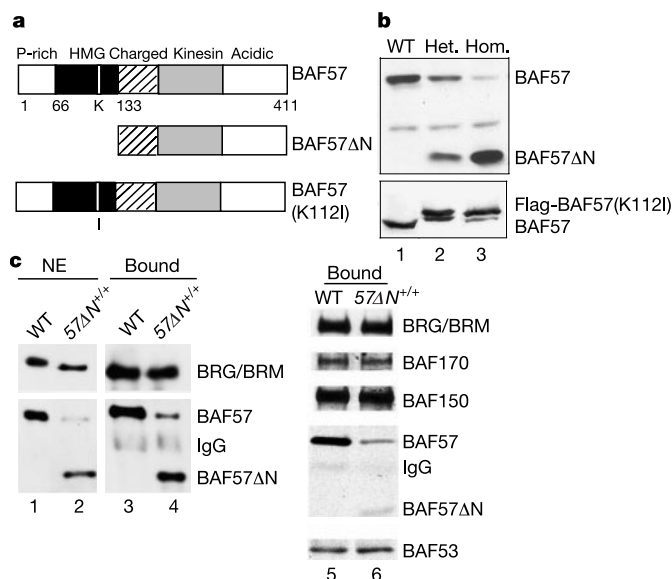 a
P-rich HMG Charged Kinesin Acidic
BAF57
1 66 K 133 411
BAF57ΔN
BAF57
(K112I)
I
b
WT Het. Hom.
BAF57
BAF57ΔN
Flag-BAF57(K112I)
BAF57
1 2 3
c
NE Bound
WT 57ΔN+/+ WT 57ΔN+/+
BRG/BRM
BAF57
IgG
BAF57ΔN
1 2 3 4
Bound
WT 57ΔN+/+
BRG/BRM
BAF170
BAF150
BAF57
IgG
BAF57ΔN
BAF53
5 6